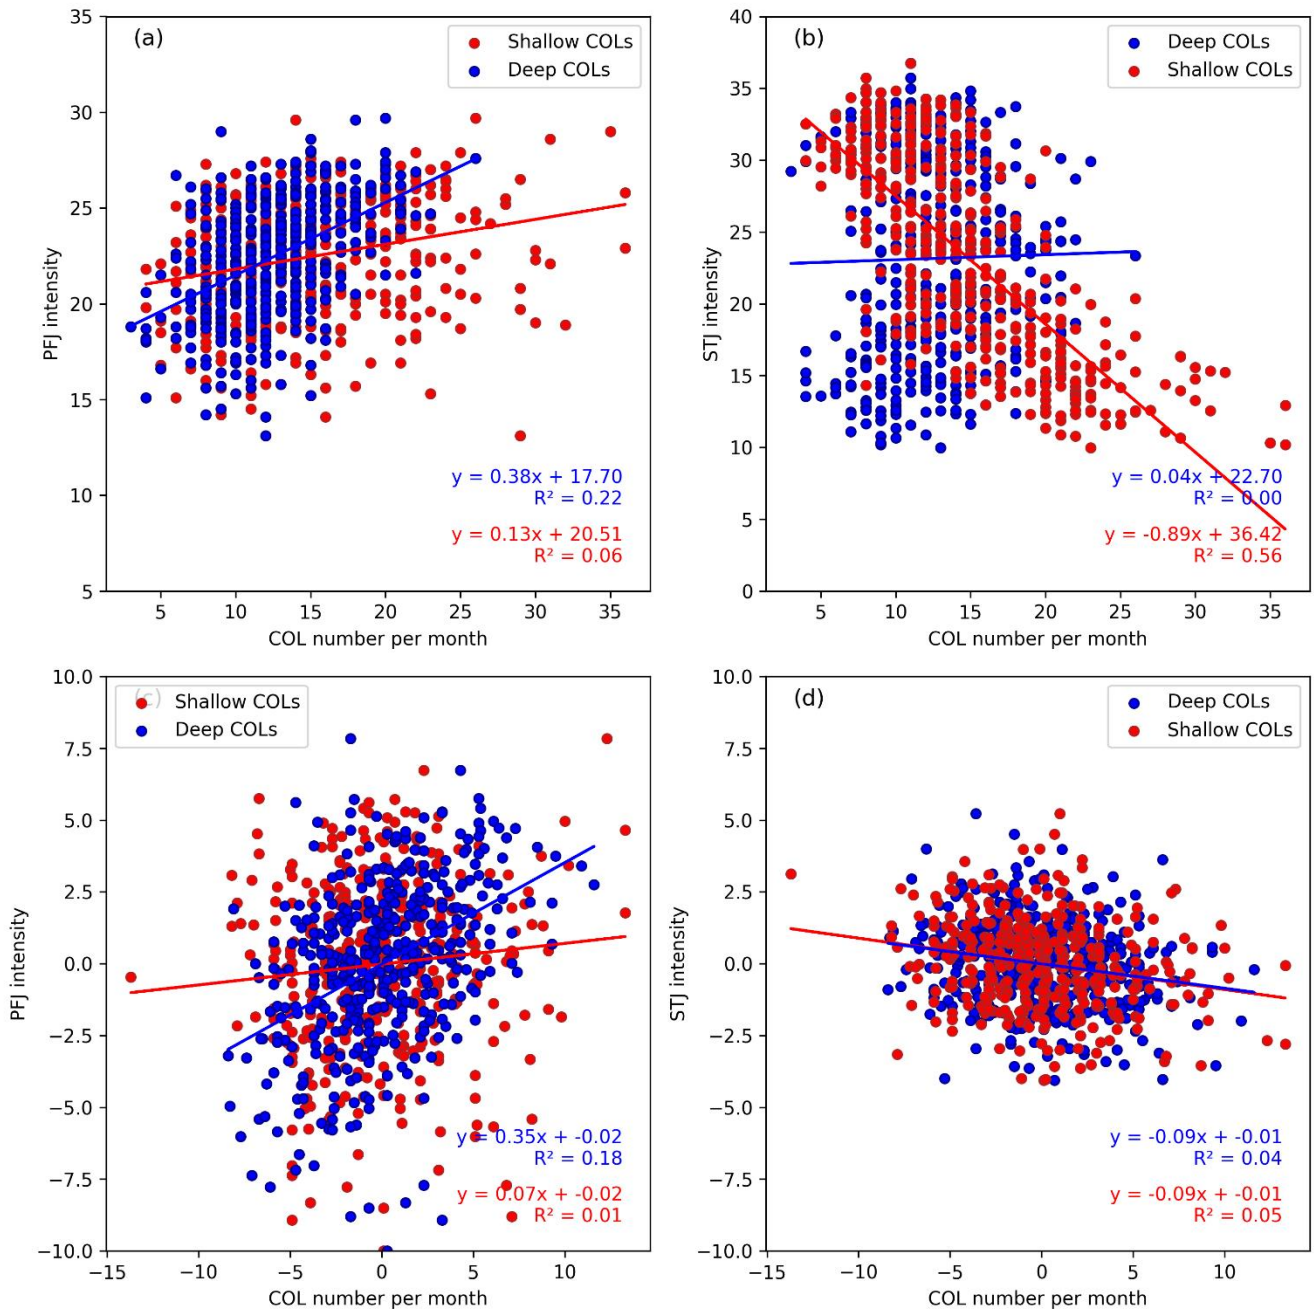 (a)
Shallow COLs
Deep COLs
35
30
25
20
15
10
5
PFJ intensity
y = 0.38x + 17.70
R² = 0.22
y = 0.13x + 20.51
R² = 0.06
5 10 15 20 25 30 35
COL number per month
(b)
Deep COLs
Shallow COLs
40
35
30
25
20
15
10
5
0
STJ intensity
y = 0.04x + 22.70
R² = 0.00
y = -0.89x + 36.42
R² = 0.56
5 10 15 20 25 30 35
COL number per month
(c)
Shallow COLs
Deep COLs
10.0
7.5
5.0
2.5
0.0
−2.5
−5.0
−7.5
−10.0
PFJ intensity
y = 0.35x + -0.02
R² = 0.18
y = 0.07x + -0.02
R² = 0.01
−15 −10 −5 0 5 10
COL number per month
(d)
Deep COLs
Shallow COLs
10.0
7.5
5.0
2.5
0.0
−2.5
−5.0
−7.5
−10.0
STJ intensity
y = -0.09x + -0.01
R² = 0.04
y = -0.09x + -0.01
R² = 0.05
−15 −10 −5 0 5 10
COL number per month